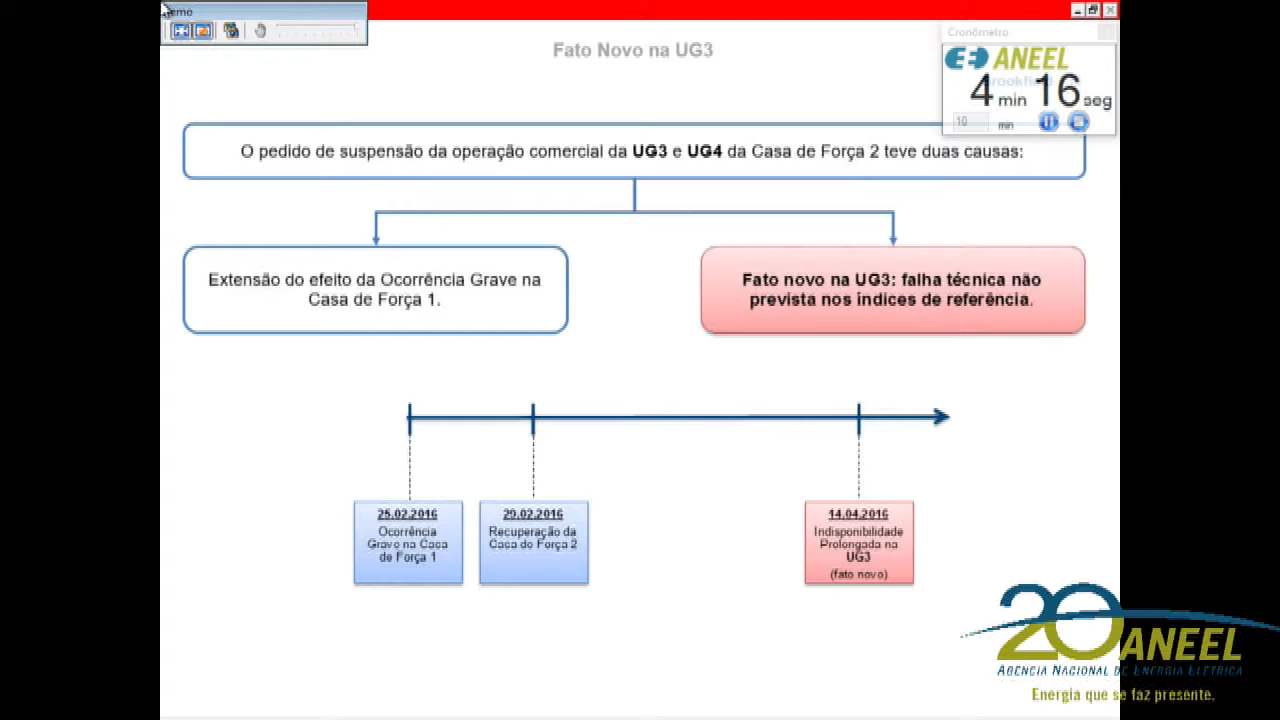 Fato Novo na UG3
Cronômetro
ANEEL
4 min 16 seg
10 min
O pedido de suspensão da operação comercial da UG3 e UG4 da Casa de Força 2 teve duas causas:
Extensão do efeito da Ocorrência Grave na
Casa de Força 1.
Fato novo na UG3: falha técnica não
prevista nos índices de referência.
25.02.2016
Ocorrência
Grave na Casa
de Força 1
29.02.2016
Recuperação da
Casa de Força 2
14.04.2016
Indisponibilidade
Prolongada na
UG3
(fato novo)
20 ANEEL
AGÊNCIA NACIONAL DE ENERGIA ELÉTRICA
Energia que se faz presente.